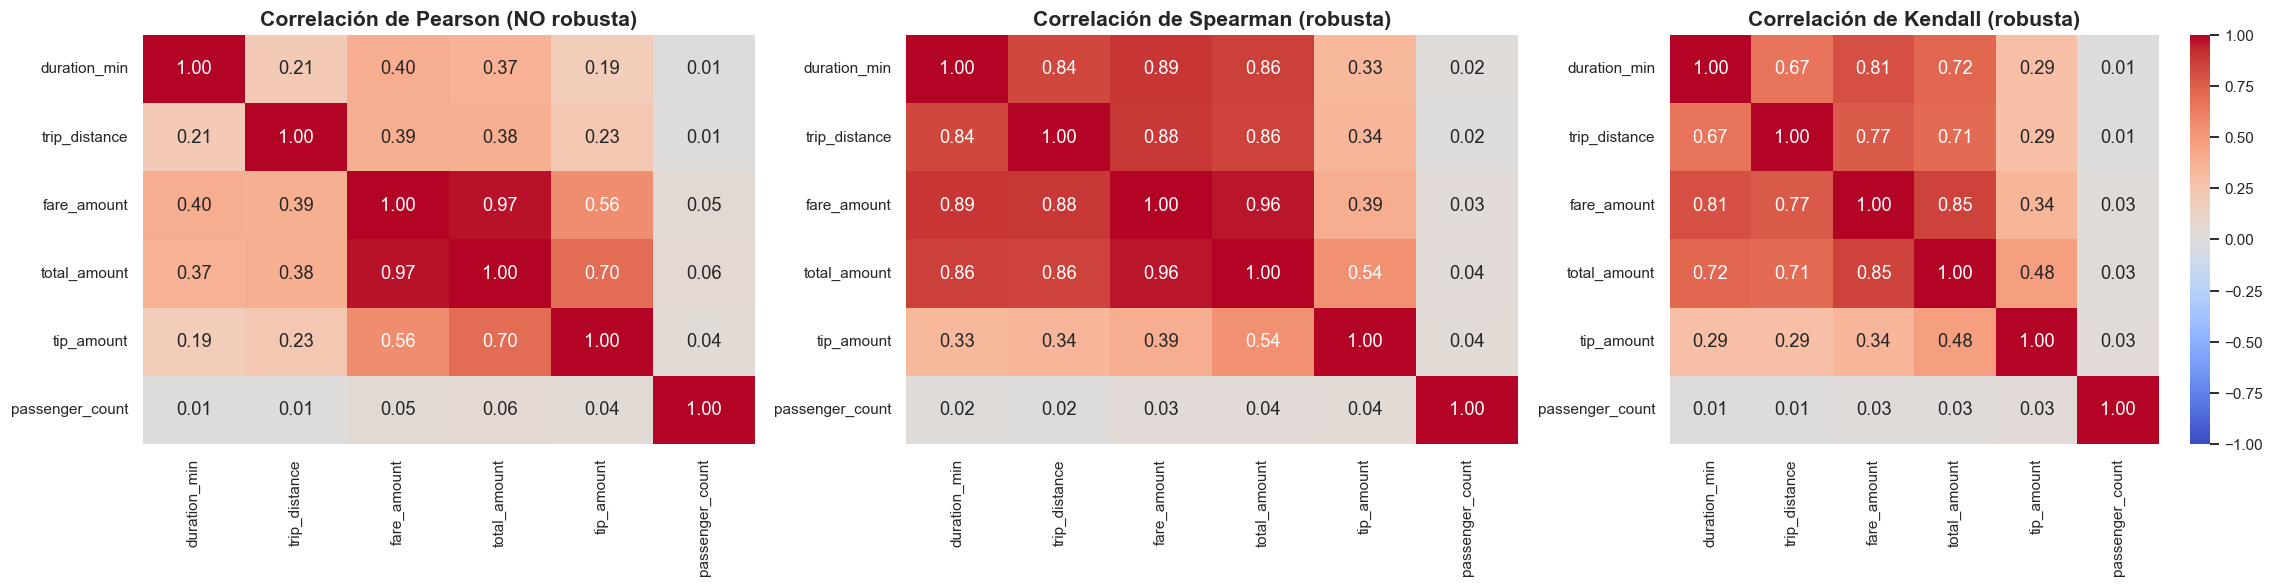 Correlación de Pearson (NO robusta)
duration_min 1.00 0.21 0.40 0.37 0.19 0.01
trip_distance 0.21 1.00 0.39 0.38 0.23 0.01
fare_amount 0.40 0.39 1.00 0.97 0.56 0.05
total_amount 0.37 0.38 0.97 1.00 0.70 0.06
tip_amount 0.19 0.23 0.56 0.70 1.00 0.04
passenger_count 0.01 0.01 0.05 0.06 0.04 1.00
duration_min trip_distance fare_amount total_amount tip_amount passenger_count
Correlación de Spearman (robusta)
duration_min 1.00 0.84 0.89 0.86 0.33 0.02
trip_distance 0.84 1.00 0.88 0.86 0.34 0.02
fare_amount 0.89 0.88 1.00 0.96 0.39 0.03
total_amount 0.86 0.86 0.96 1.00 0.54 0.04
tip_amount 0.33 0.34 0.39 0.54 1.00 0.04
passenger_count 0.02 0.02 0.03 0.04 0.04 1.00
duration_min trip_distance fare_amount total_amount tip_amount passenger_count
Correlación de Kendall (robusta)
duration_min 1.00 0.67 0.81 0.72 0.29 0.01
trip_distance 0.67 1.00 0.77 0.71 0.29 0.01
fare_amount 0.81 0.77 1.00 0.85 0.34 0.03
total_amount 0.72 0.71 0.85 1.00 0.48 0.03
tip_amount 0.29 0.29 0.34 0.48 1.00 0.03
passenger_count 0.01 0.01 0.03 0.03 0.03 1.00
duration_min trip_distance fare_amount total_amount tip_amount passenger_count
1.00
0.75
0.50
0.25
0.00
−0.25
−0.50
−0.75
−1.00